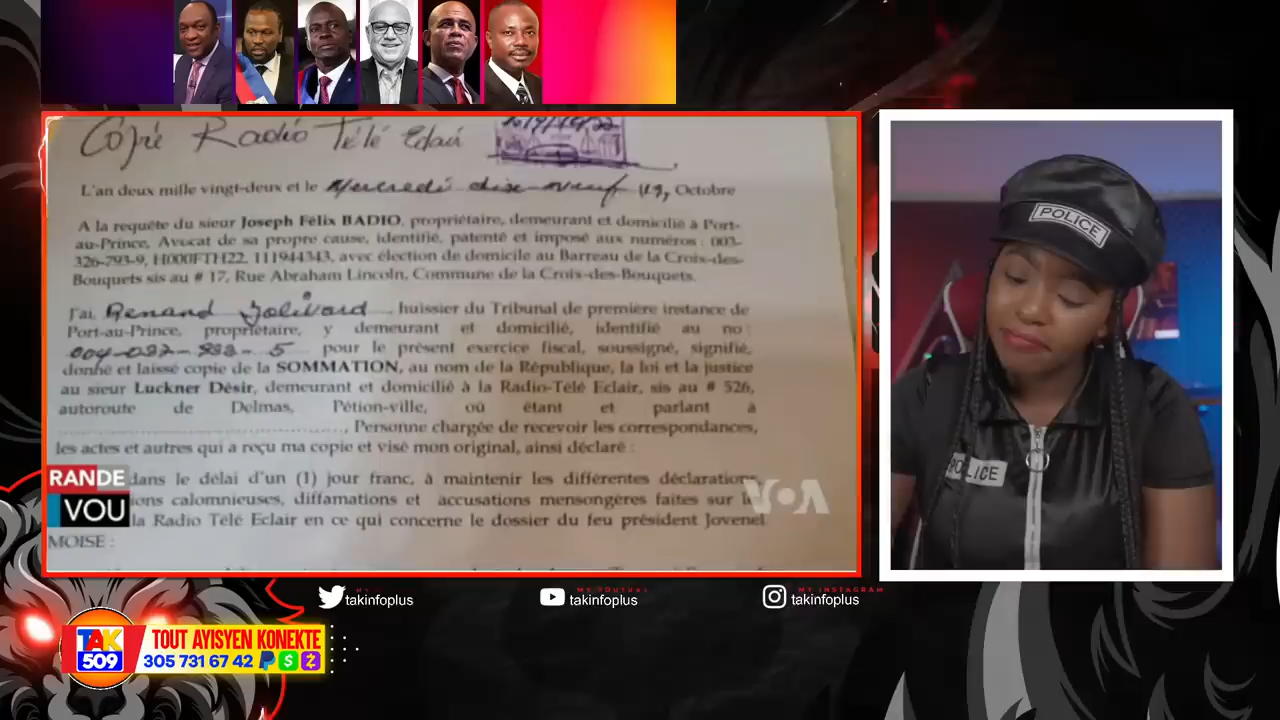 Copie Radio Télé Eclair
L'an deux mille vingt-deux et le Mercredi dix-neuf (19, Octobre
A la requête du sieur Joseph Félix BADIO, propriétaire, demeurant et domicilié à Port-
au-Prince, Avocat de sa propre cause, identifié, patenté et imposé aux numéros : 003-
326-793-9, H000FTH22, 111944343, avec élection de domicile au Barreau de la Croix-des-
Bouquets sis au # 17, Rue Abraham Lincoln, Commune de la Croix-des-Bouquets.
J'ai, Renand Jolivard, huissier du Tribunal de première instance de
Port-au-Prince, propriétaire, y demeurant et domicilié, identifié au no :
pour le présent exercice fiscal, soussigné, signifié,
donné et laissé copie de la SOMMATION, au nom de la République, la loi et la justice
au sieur Luckner Désir, demeurant et domicilié à la Radio-Télé Eclair, sis au # 526,
autoroute de Delmas, Pétion-ville, où étant et parlant à
, Personne chargée de recevoir les correspondances,
les actes et autres qui a reçu ma copie et visé mon original, ainsi déclaré :
dans le délai d'un (1) jour franc, à maintenir les différentes déclarations
ions calomnieuses, diffamations et accusations mensongères faites sur la
la Radio Télé Eclair en ce qui concerne le dossier du feu président Jovenel
MOISE :
RANDE
VOU
VOA
POLICE
POLICE
takinfoplus
MY YOUTUBE
takinfoplus
MY INSTAGRAM
takinfoplus
TAK
509
TOUT AYISYEN KONEKTE
305 731 67 42